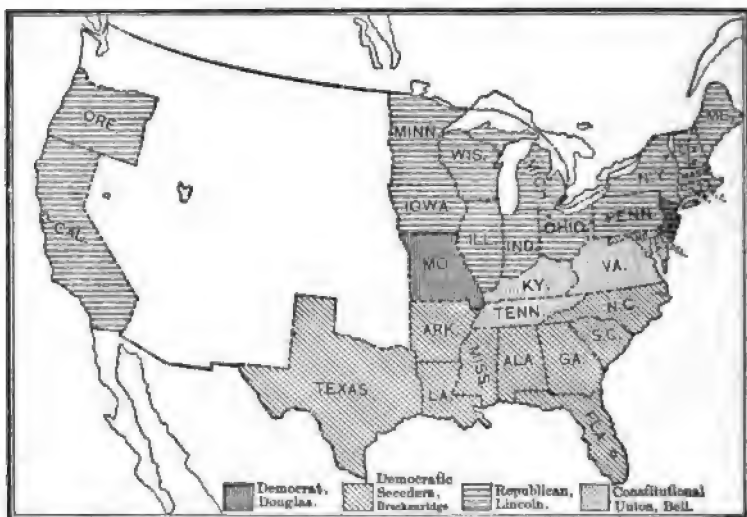 ORE.
CAL.
MINN.
WIS.
MICH.
IOWA
ILL.
IND.
OHIO.
PENN.
N.Y.
ME.
MO.
KY.
VA.
TENN.
N.C.
S.C.
ARK.
MISS.
ALA
GA.
LA.
TEXAS
FLA.
Democrat,
Douglas.
Democratic
Seceders,
Breckenridge
Republican,
Lincoln.
Constitutional
Union, Bell.